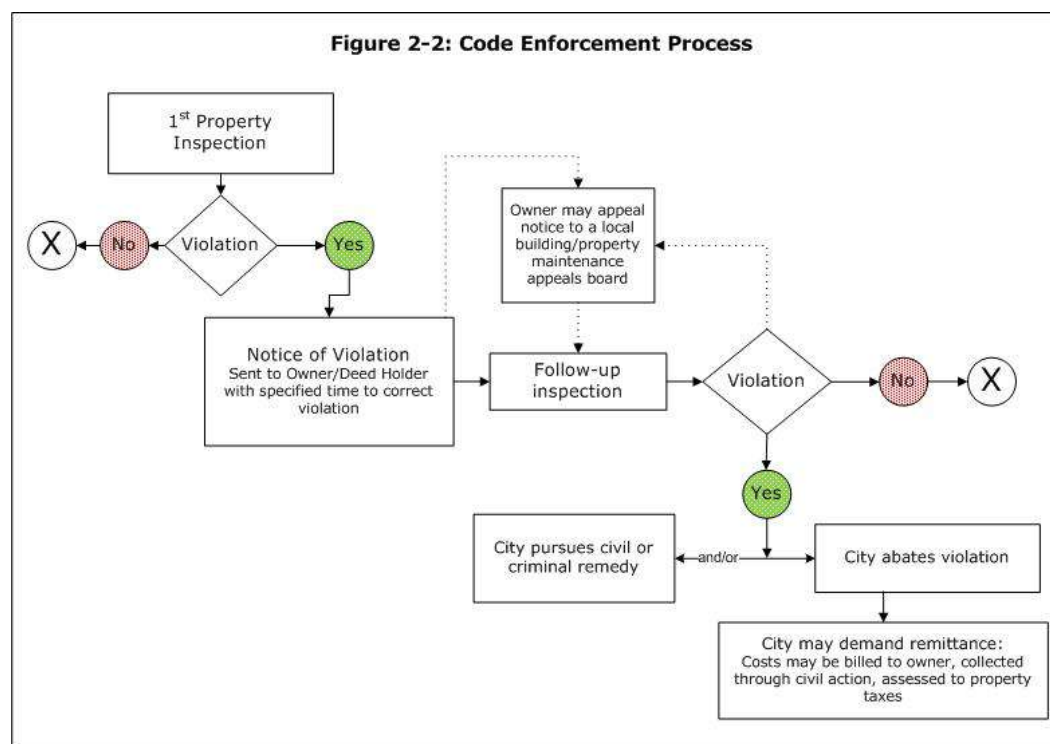 Figure 2-2: Code Enforcement Process
1st Property
Inspection
X
No
Violation
Yes
Owner may appeal
notice to a local
building/property
maintenance
appeals board
Notice of Violation
Sent to Owner/Deed Holder
with specified time to correct
violation
Follow-up
inspection
Violation
No
X
Yes
City pursues civil or
criminal remedy
and/or
City abates violation
City may demand remittance:
Costs may be billed to owner, collected
through civil action, assessed to property
taxes